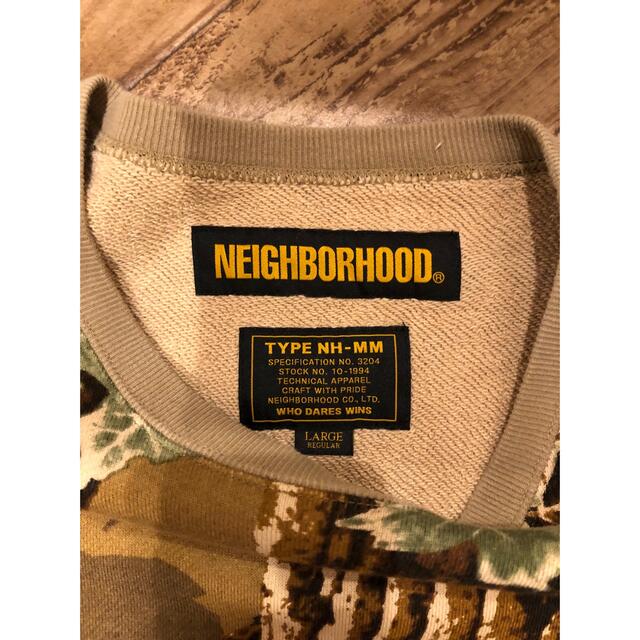 NEIGHBORHOOD®
TYPE NH-MM
SPECIFICATION NO. 3204
STOCK NO. 10-1994
TECHNICAL APPAREL
CRAFT WITH PRIDE
NEIGHBORHOOD CO., LTD.
WHO DARES WINS
LARGE
REGULAR